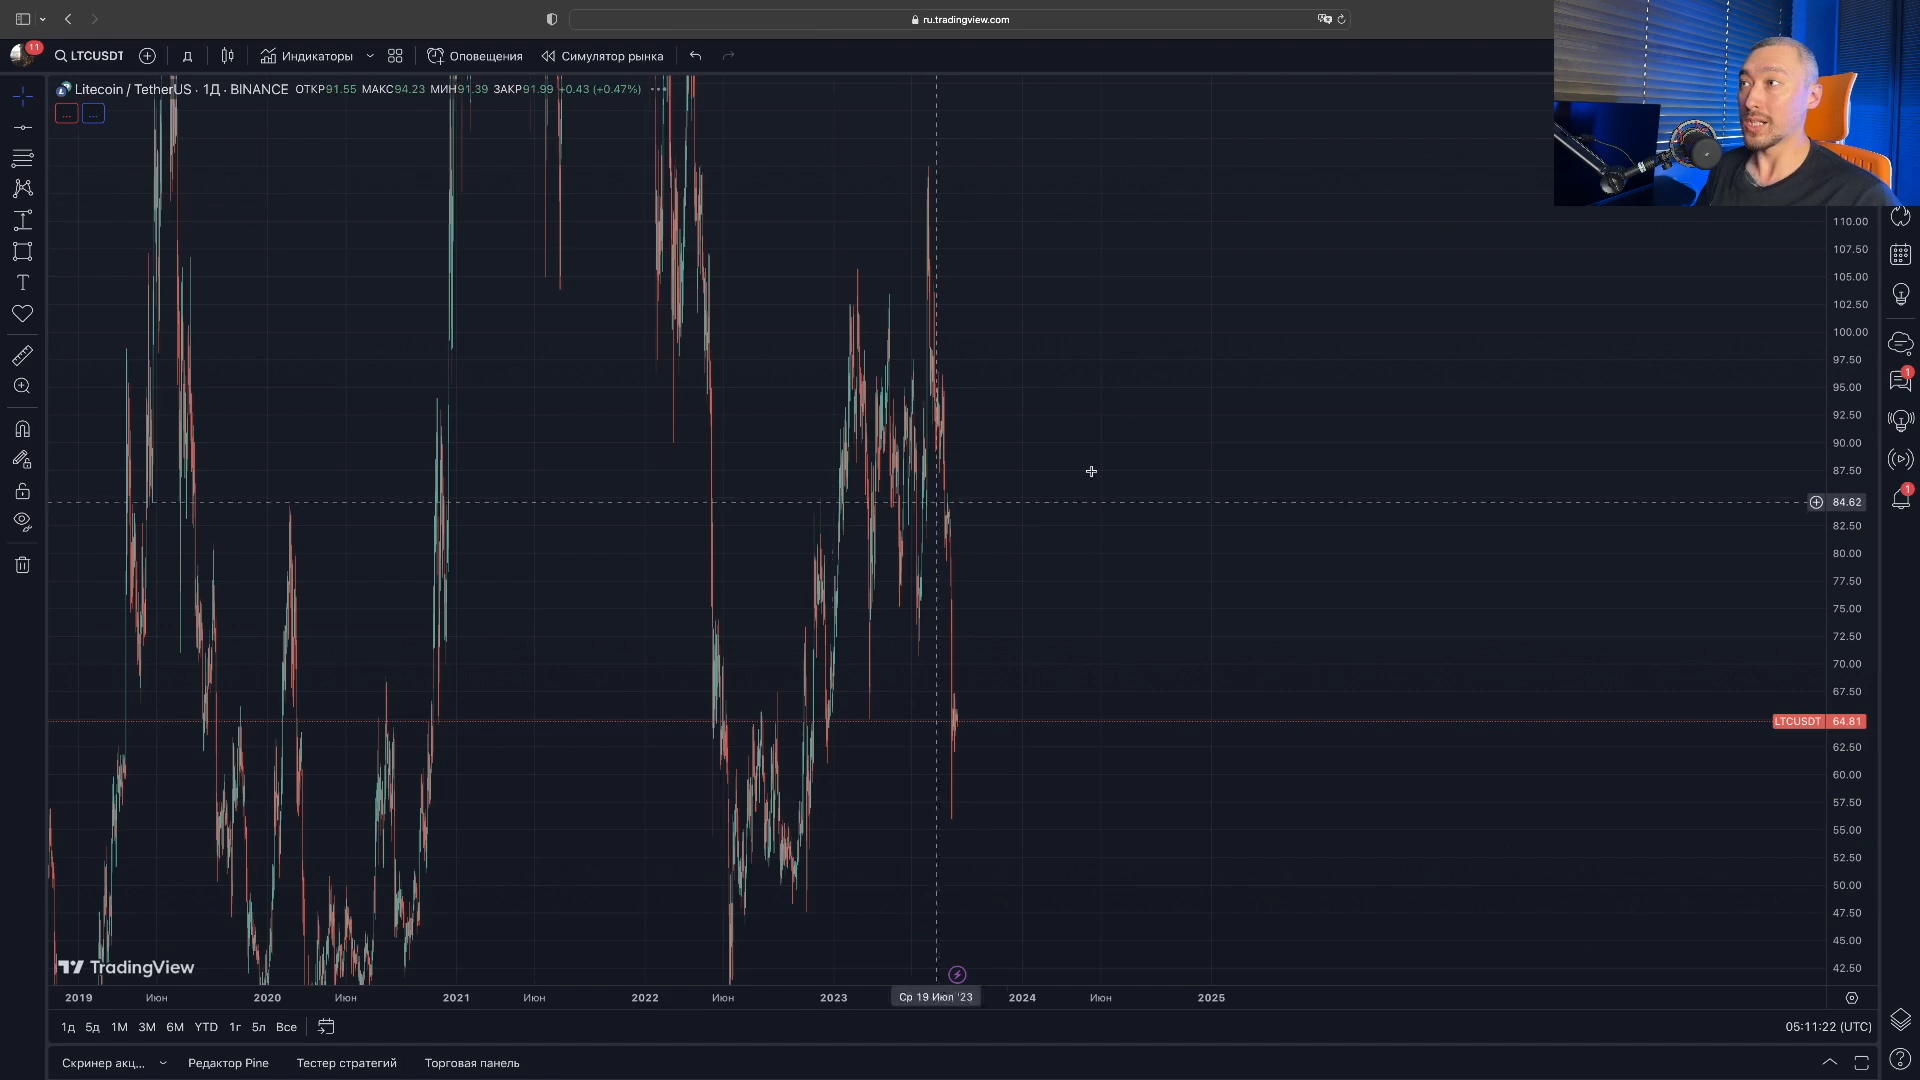 ru.tradingview.com
11
LTCUSDT
Д
Индикаторы
Оповещения
Симулятор рынка
Litecoin / TetherUS · 1Д · BINANCE ОТКР91.55 МАКС94.23 МИН91.39 ЗАКР91.99 +0.43 (+0.47%)
...
...
110.00
107.50
105.00
102.50
100.00
97.50
95.00
92.50
90.00
87.50
84.62
82.50
80.00
77.50
75.00
72.50
70.00
67.50
LTCUSDT 64.81
62.50
60.00
57.50
55.00
52.50
50.00
47.50
45.00
42.50
1
1
TradingView
2019 Июн 2020 Июн 2021 Июн 2022 Июн 2023 Ср 19 Июл '23 2024 Июн 2025
1д 5д 1М 3М 6М YTD 1г 5л Все
05:11:22 (UTC)
Скринер акц... Редактор Pine Тестер стратегий Торговая панель